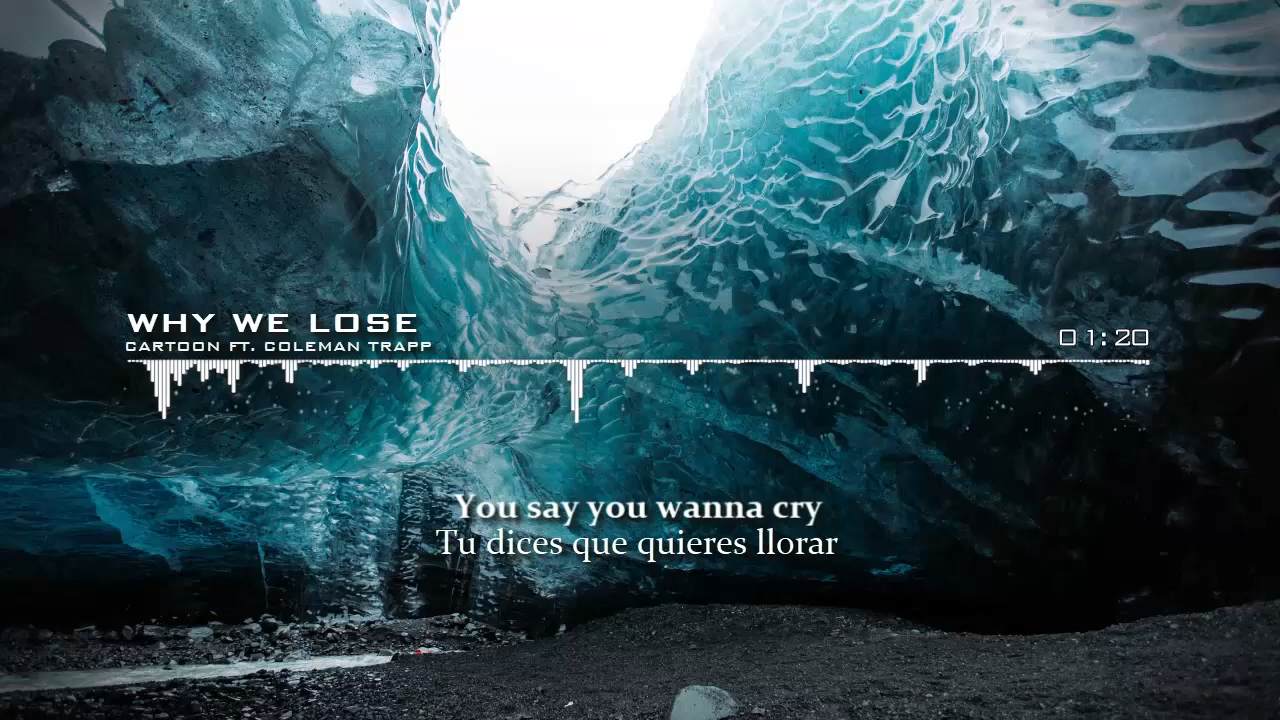 WHY WE LOSE
CARTOON FT. COLEMAN TRAPP
01:20
You say you wanna cry
Tu dices que quieres llorar